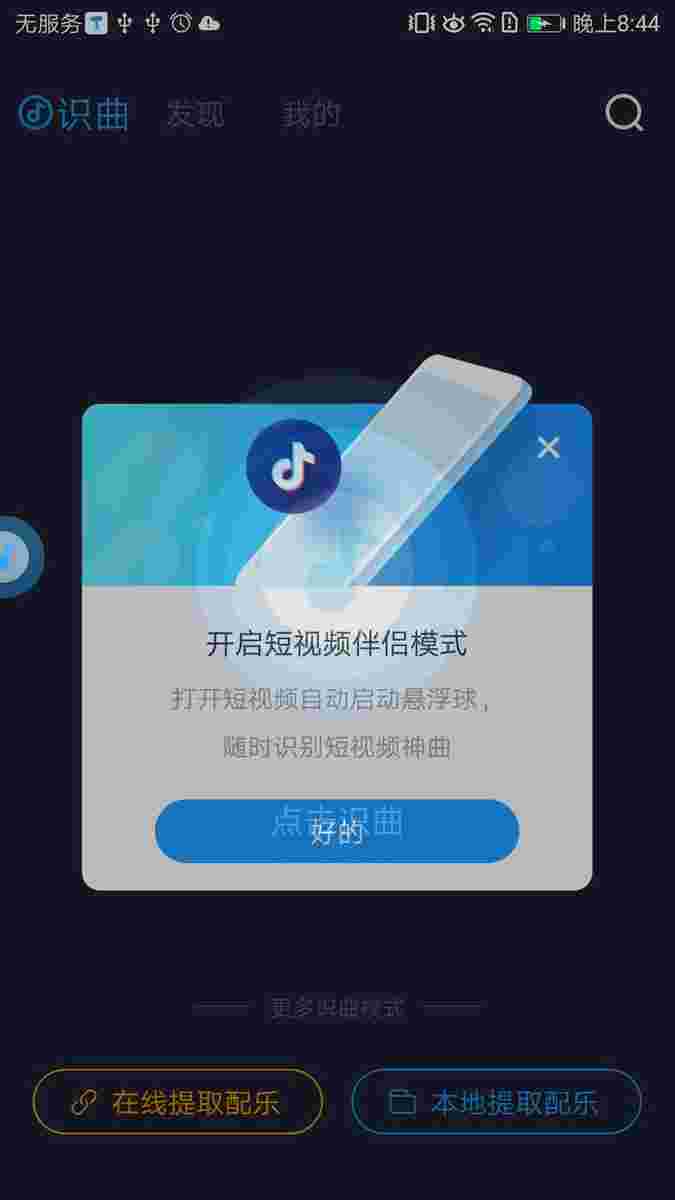 无服务 晚上8:44
识曲 发现 我的
开启短视频伴侣模式
打开短视频自动启动悬浮球，
随时识别短视频神曲
点击识曲
好的
更多识曲模式
在线提取配乐 本地提取配乐